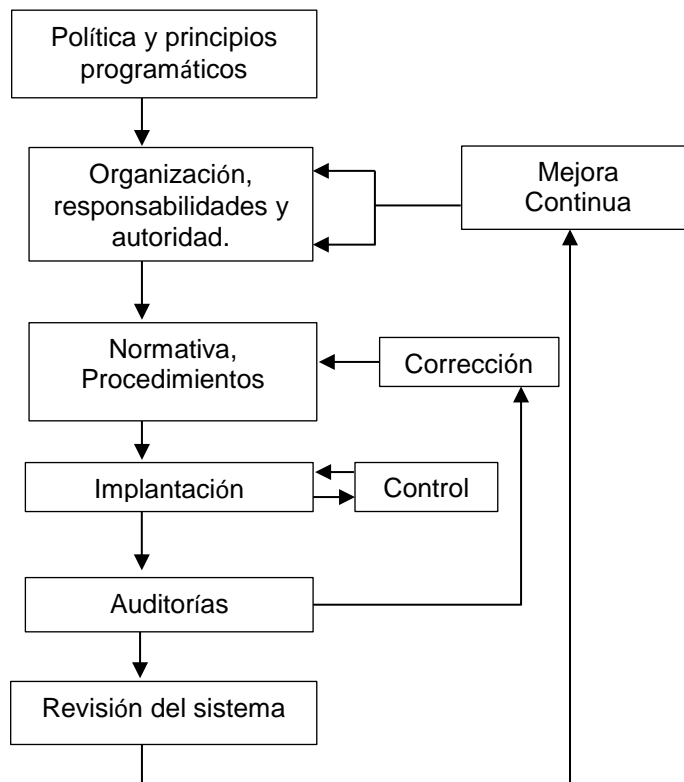 Política y principios
programáticos
Organización,
responsabilidades y
autoridad.
Mejora
Continua
Normativa,
Procedimientos
Corrección
Implantación
Control
Auditorías
Revisión del sistema